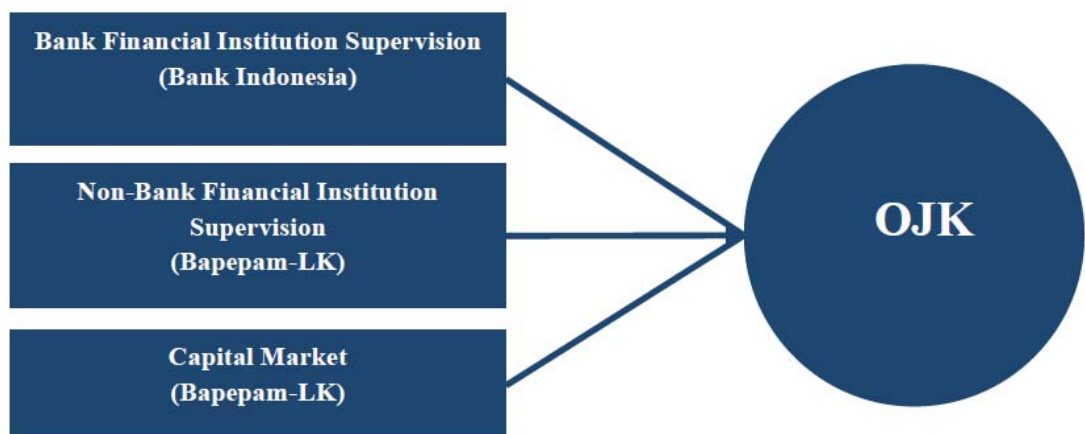 Bank Financial Institution Supervision
(Bank Indonesia)
Non-Bank Financial Institution
Supervision
(Bapepam-LK)
Capital Market
(Bapepam-LK)
OJK